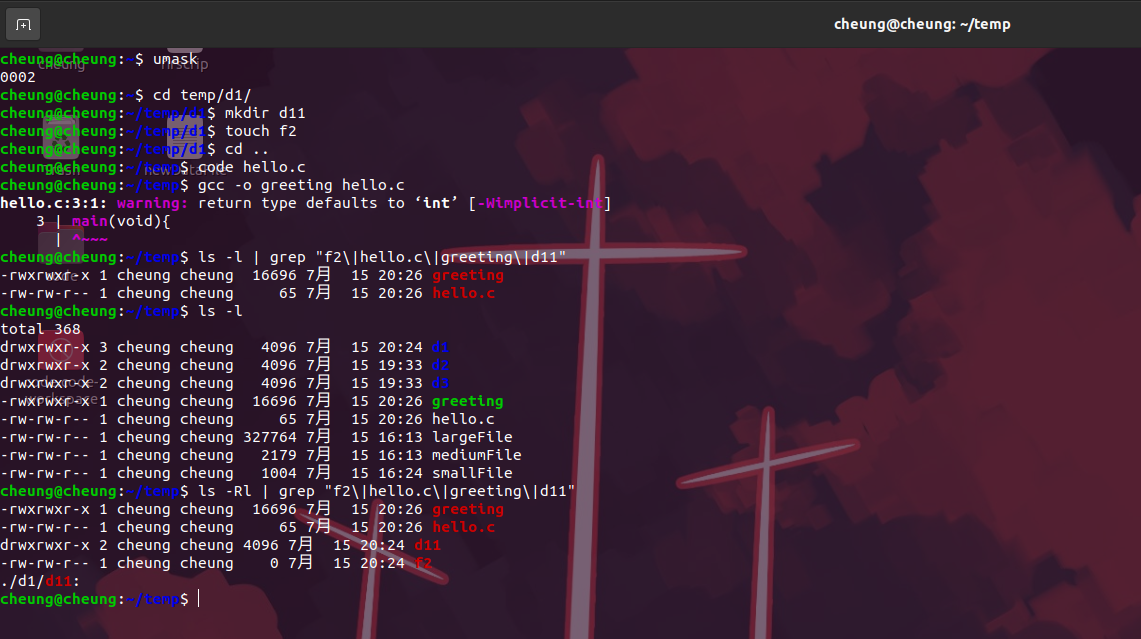 cheung@cheung: ~/temp
cheung@cheung:~$ umask
0002
cheung@cheung:~$ cd temp/d1/
cheung@cheung:~/temp/d1$ mkdir d11
cheung@cheung:~/temp/d1$ touch f2
cheung@cheung:~/temp/d1$ cd ..
cheung@cheung:~/temp$ code hello.c
cheung@cheung:~/temp$ gcc -o greeting hello.c
hello.c:3:1: warning: return type defaults to ‘int’ [-Wimplicit-int]
    3 | main(void){
      | ^~~~
cheung@cheung:~/temp$ ls -l | grep "f2\|hello.c\|greeting\|d11"
-rwxrwxr-x 1 cheung cheung  16696 7月  15 20:26 greeting
-rw-rw-r-- 1 cheung cheung     65 7月  15 20:26 hello.c
cheung@cheung:~/temp$ ls -l
total 368
drwxrwxr-x 3 cheung cheung   4096 7月  15 20:24 d1
drwxrwxr-x 2 cheung cheung   4096 7月  15 19:33 d2
drwxrwxr-x 2 cheung cheung   4096 7月  15 19:33 d3
-rwxrwxr-x 1 cheung cheung  16696 7月  15 20:26 greeting
-rw-rw-r-- 1 cheung cheung     65 7月  15 20:26 hello.c
-rw-rw-r-- 1 cheung cheung 327764 7月  15 16:13 largeFile
-rw-rw-r-- 1 cheung cheung   2179 7月  15 16:13 mediumFile
-rw-rw-r-- 1 cheung cheung   1004 7月  15 16:24 smallFile
cheung@cheung:~/temp$ ls -Rl | grep "f2\|hello.c\|greeting\|d11"
-rwxrwxr-x 1 cheung cheung  16696 7月  15 20:26 greeting
-rw-rw-r-- 1 cheung cheung     65 7月  15 20:26 hello.c
drwxrwxr-x 2 cheung cheung 4096 7月  15 20:24 d11
-rw-rw-r-- 1 cheung cheung    0 7月  15 20:24 f2
./d1/d11:
cheung@cheung:~/temp$